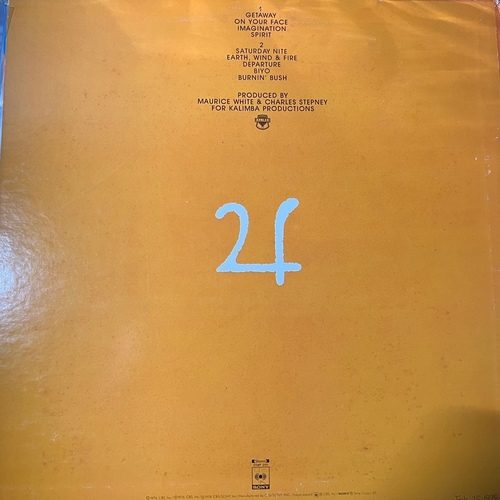 1
GETAWAY
ON YOUR FACE
IMAGINATION
SPIRIT
2
SATURDAY NITE
EARTH, WIND & FIRE
DEPARTURE
BIYO
BURNIN' BUSH
PRODUCED BY
MAURICE WHITE & CHARLES STEPNEY
FOR KALIMBA PRODUCTIONS
♃
SONY